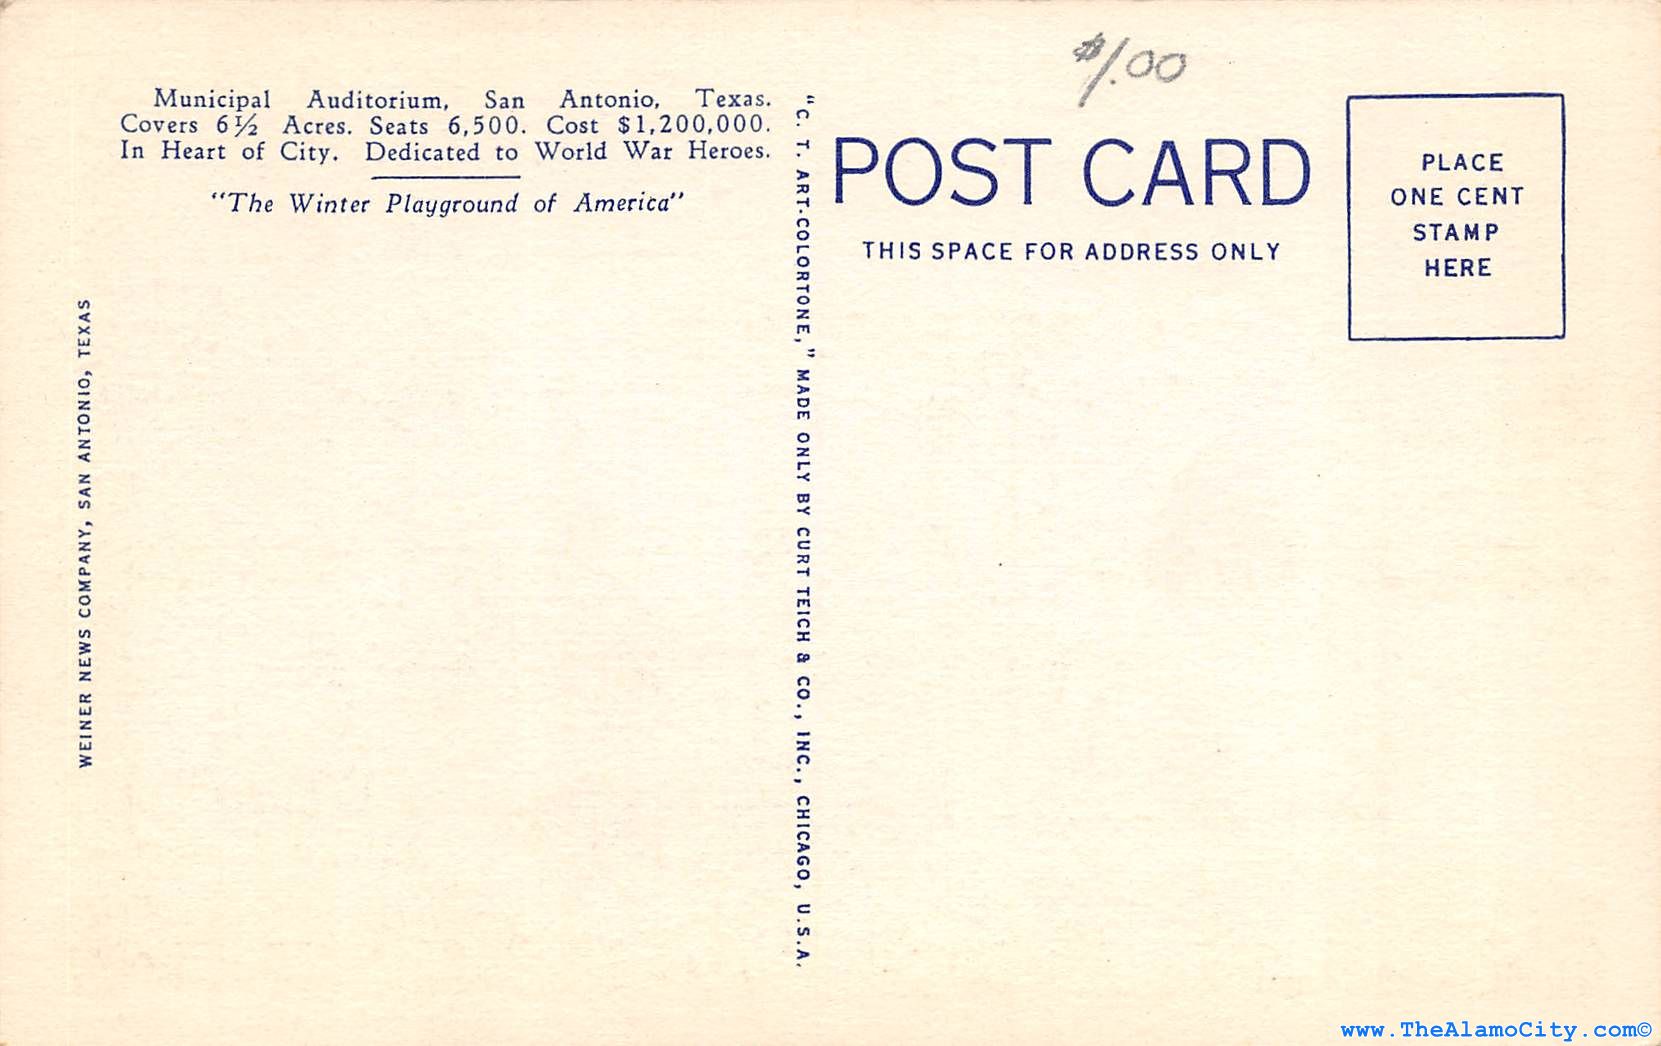 Municipal Auditorium, San Antonio, Texas.
Covers 6½ Acres. Seats 6,500. Cost $1,200,000.
In Heart of City. Dedicated to World War Heroes.
"The Winter Playground of America"
WEINER NEWS COMPANY, SAN ANTONIO, TEXAS
"C. T. ART-COLORTONE," MADE ONLY BY CURT TEICH & CO., INC., CHICAGO, U.S.A.
$1.00
POST CARD
THIS SPACE FOR ADDRESS ONLY
PLACE
ONE CENT
STAMP
HERE
www.TheAlamoCity.com©